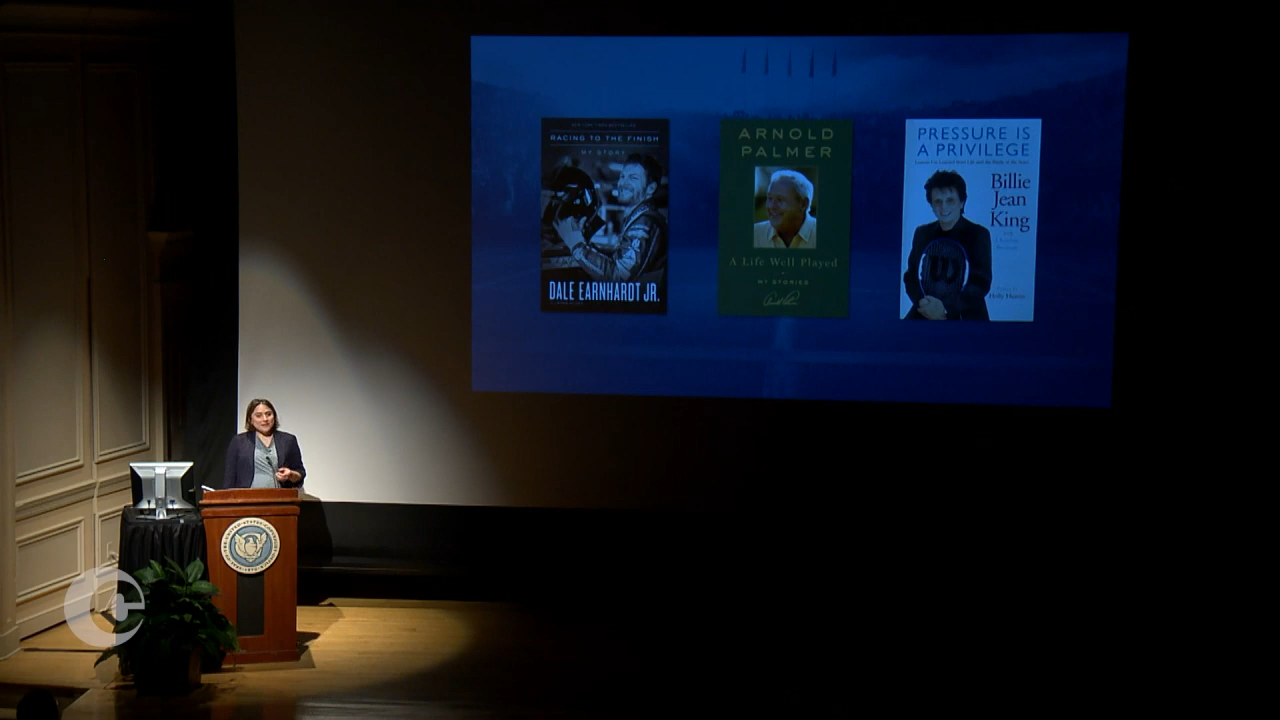 RACING TO THE FINISH
MY STORY
DALE EARNHARDT JR.
ARNOLD
PALMER
A Life Well Played
MY STORIES
PRESSURE IS
A PRIVILEGE
Billie
Jean
King